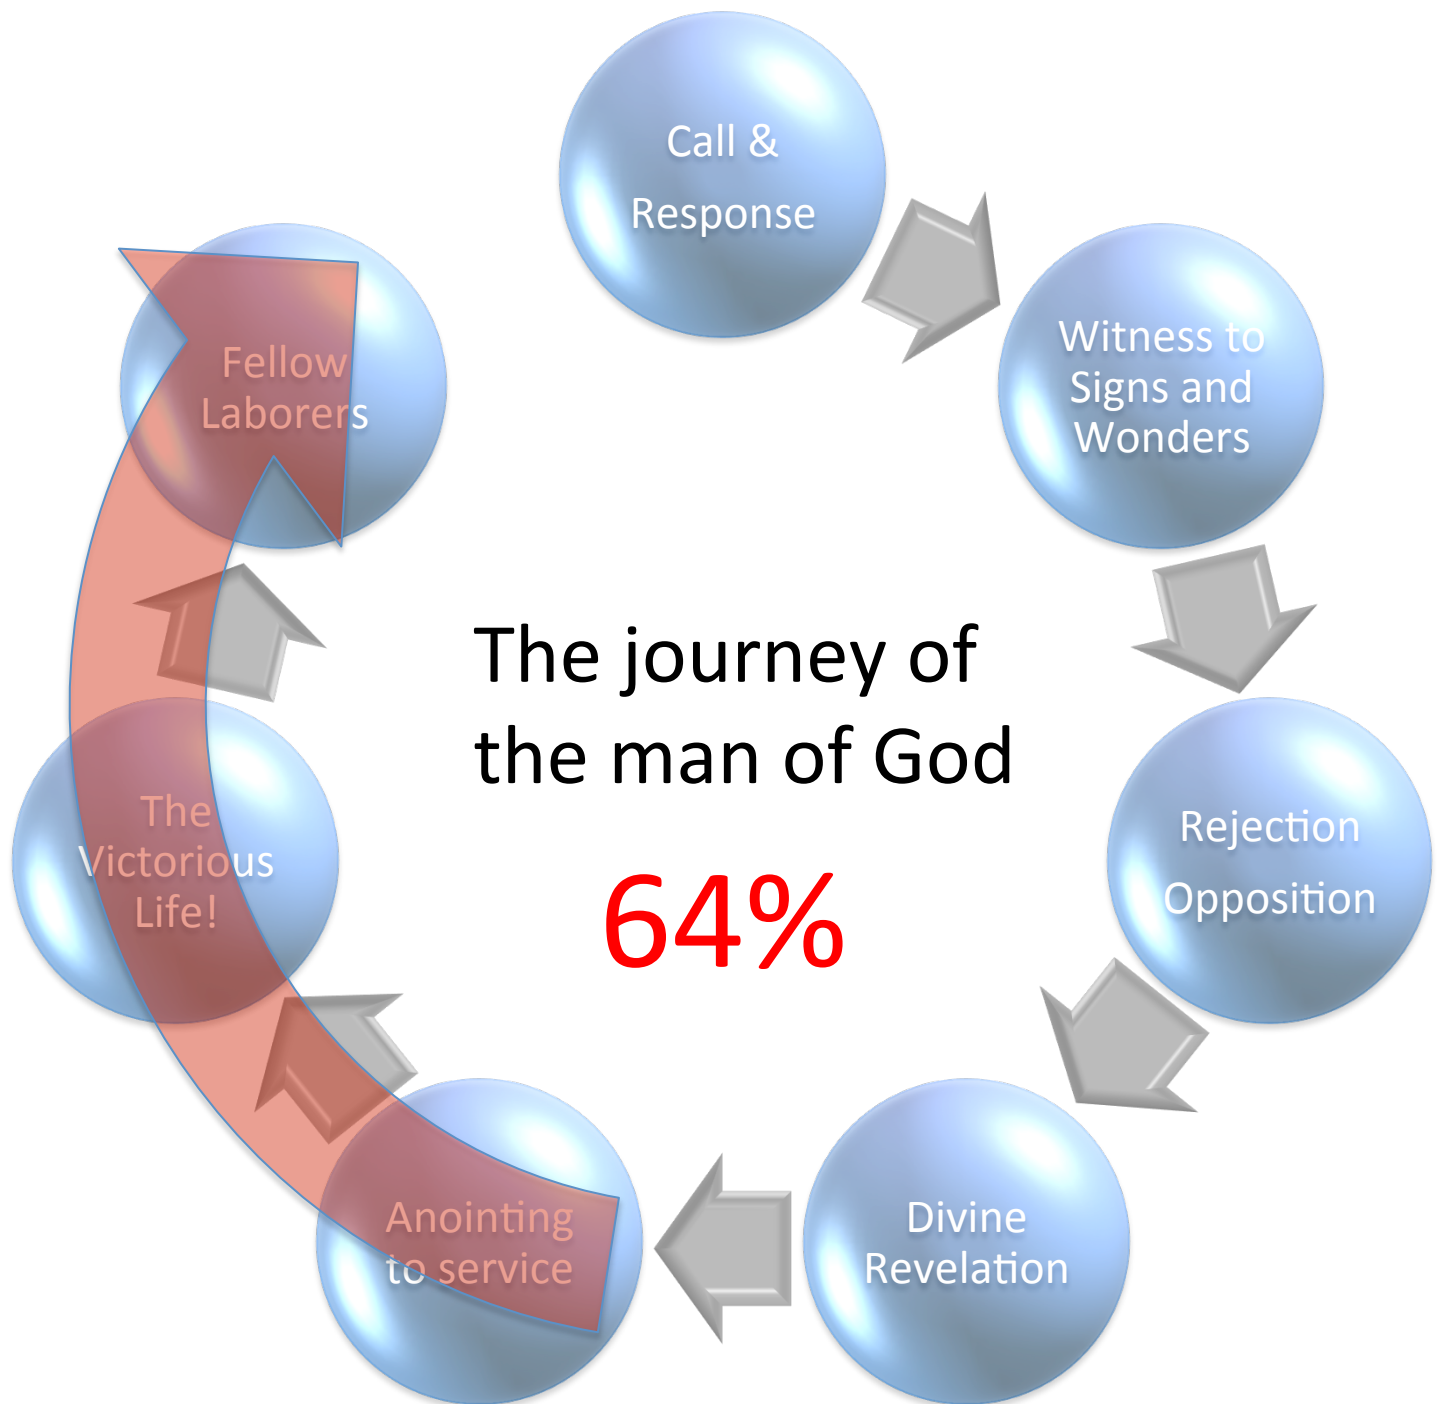 Call &
Response
Witness to
Signs and
Wonders
Rejection
Opposition
Divine
Revelation
Anointing
to service
The
Victorious
Life!
Fellow
Laborers
The journey of
the man of God
64%